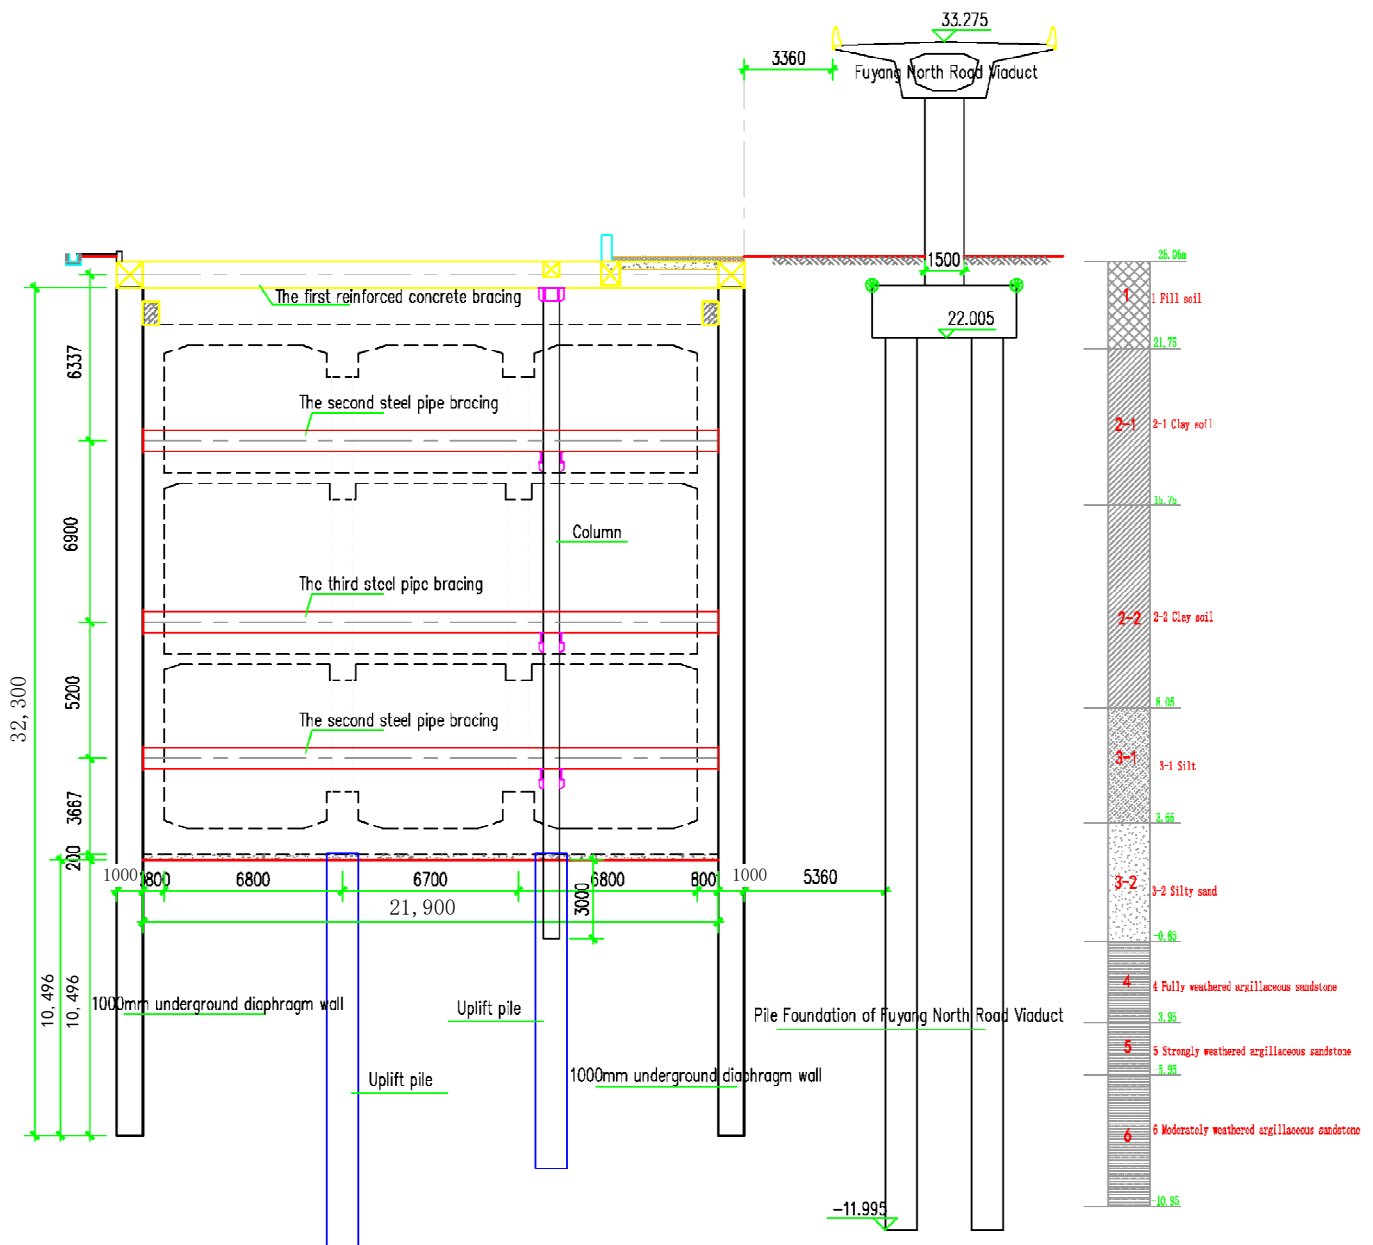 33.275
3360
Fuyang North Road Viaduct
1500
The first reinforced concrete bracing
22.005
6337
The second steel pipe bracing
6900
Column
The third steel pipe bracing
32,300
5200
The second steel pipe bracing
3667
200
1000
800
6800
6700
6800
800
1000
5360
21,900
3000
10,496
10,496
1000mm underground diaphragm wall
Uplift pile
Pile Foundation of Fuyang North Road Viaduct
Uplift pile
1000mm underground diaphragm wall
-11.995
1
1 Fill soil
21.75
2-1
2-1 Clay soil
15.75
2-2
2-2 Clay soil
8.05
3-1
3-1 Silt
3.65
3-2
3-2 Silty sand
-0.85
4
4 Fully weathered argillaceous sandstone
3.95
5
5 Strongly weathered argillaceous sandstone
5.95
6
6 Moderately weathered argillaceous sandstone
-10.95